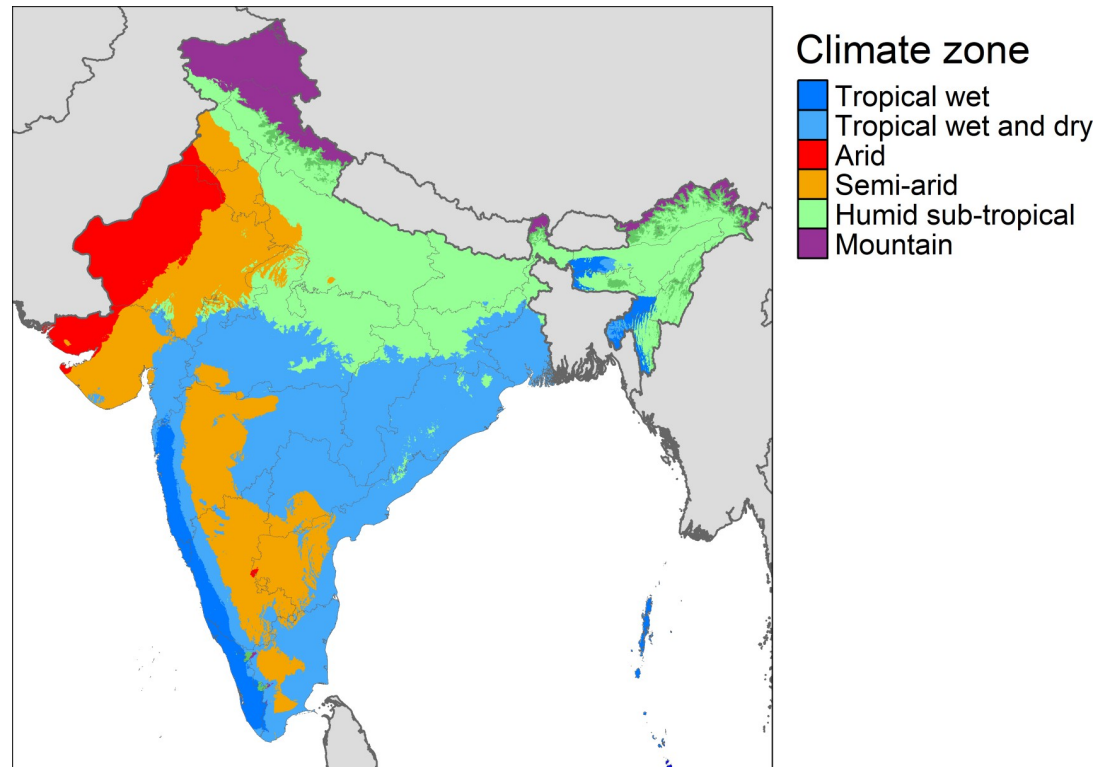 Climate zone
Tropical wet
Tropical wet and dry
Arid
Semi-arid
Humid sub-tropical
Mountain